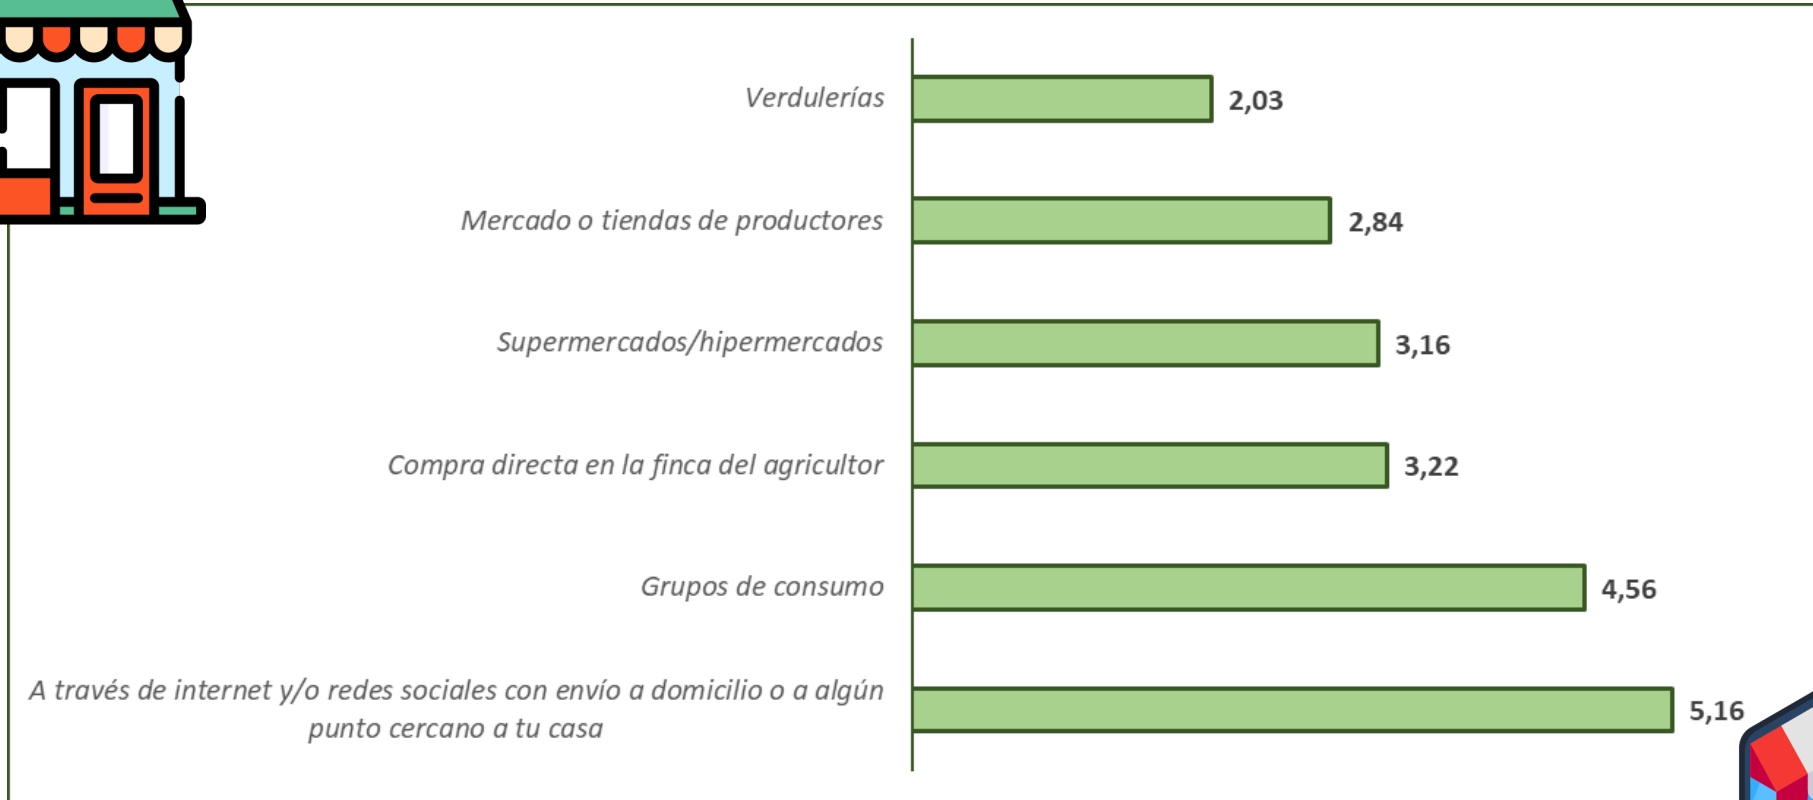 Verdulerías
2,03
Mercado o tiendas de productores
2,84
Supermercados/hipermercados
3,16
Compra directa en la finca del agricultor
3,22
Grupos de consumo
4,56
A través de internet y/o redes sociales con envío a domicilio o a algún
punto cercano a tu casa
5,16